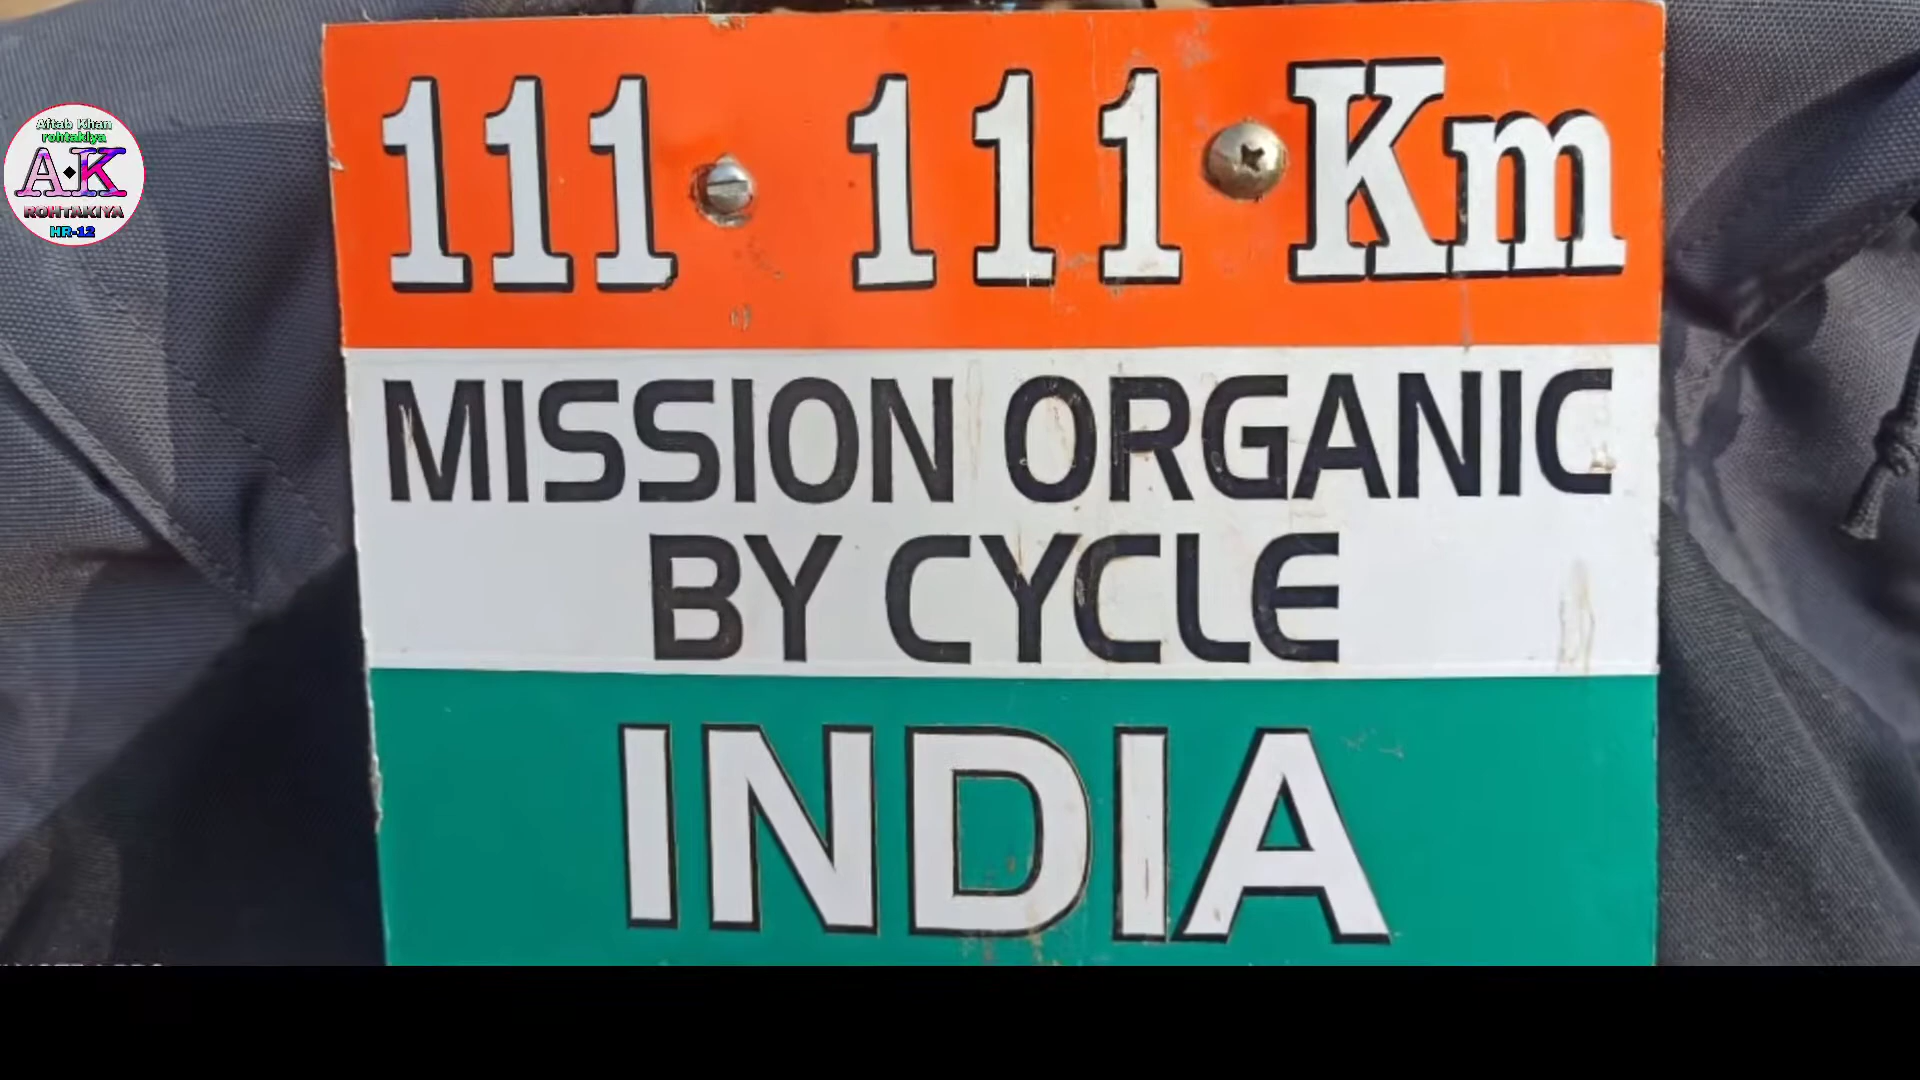 Aftab Khan
rohtakiya
A.K
ROHTAKIYA
HR-12
111 111 Km
MISSION ORGANIC
BY CYCLE
INDIA